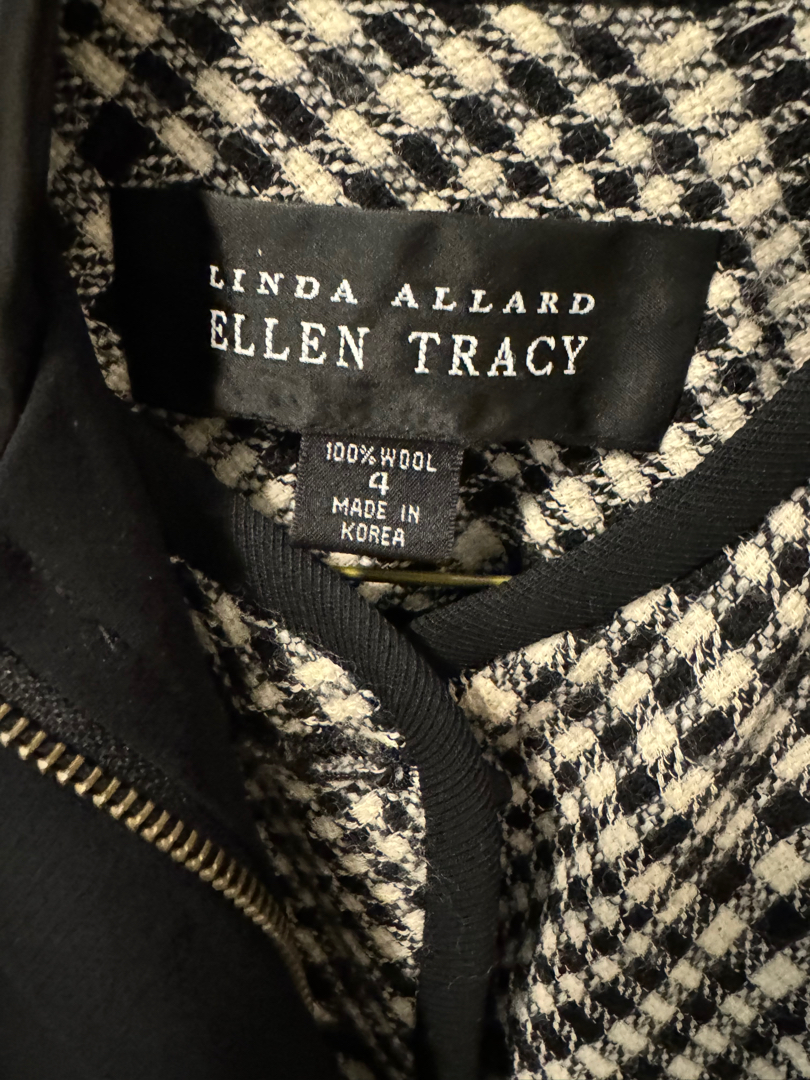 LINDA ALLARD
ELLEN TRACY
100% WOOL
4
MADE IN
KOREA